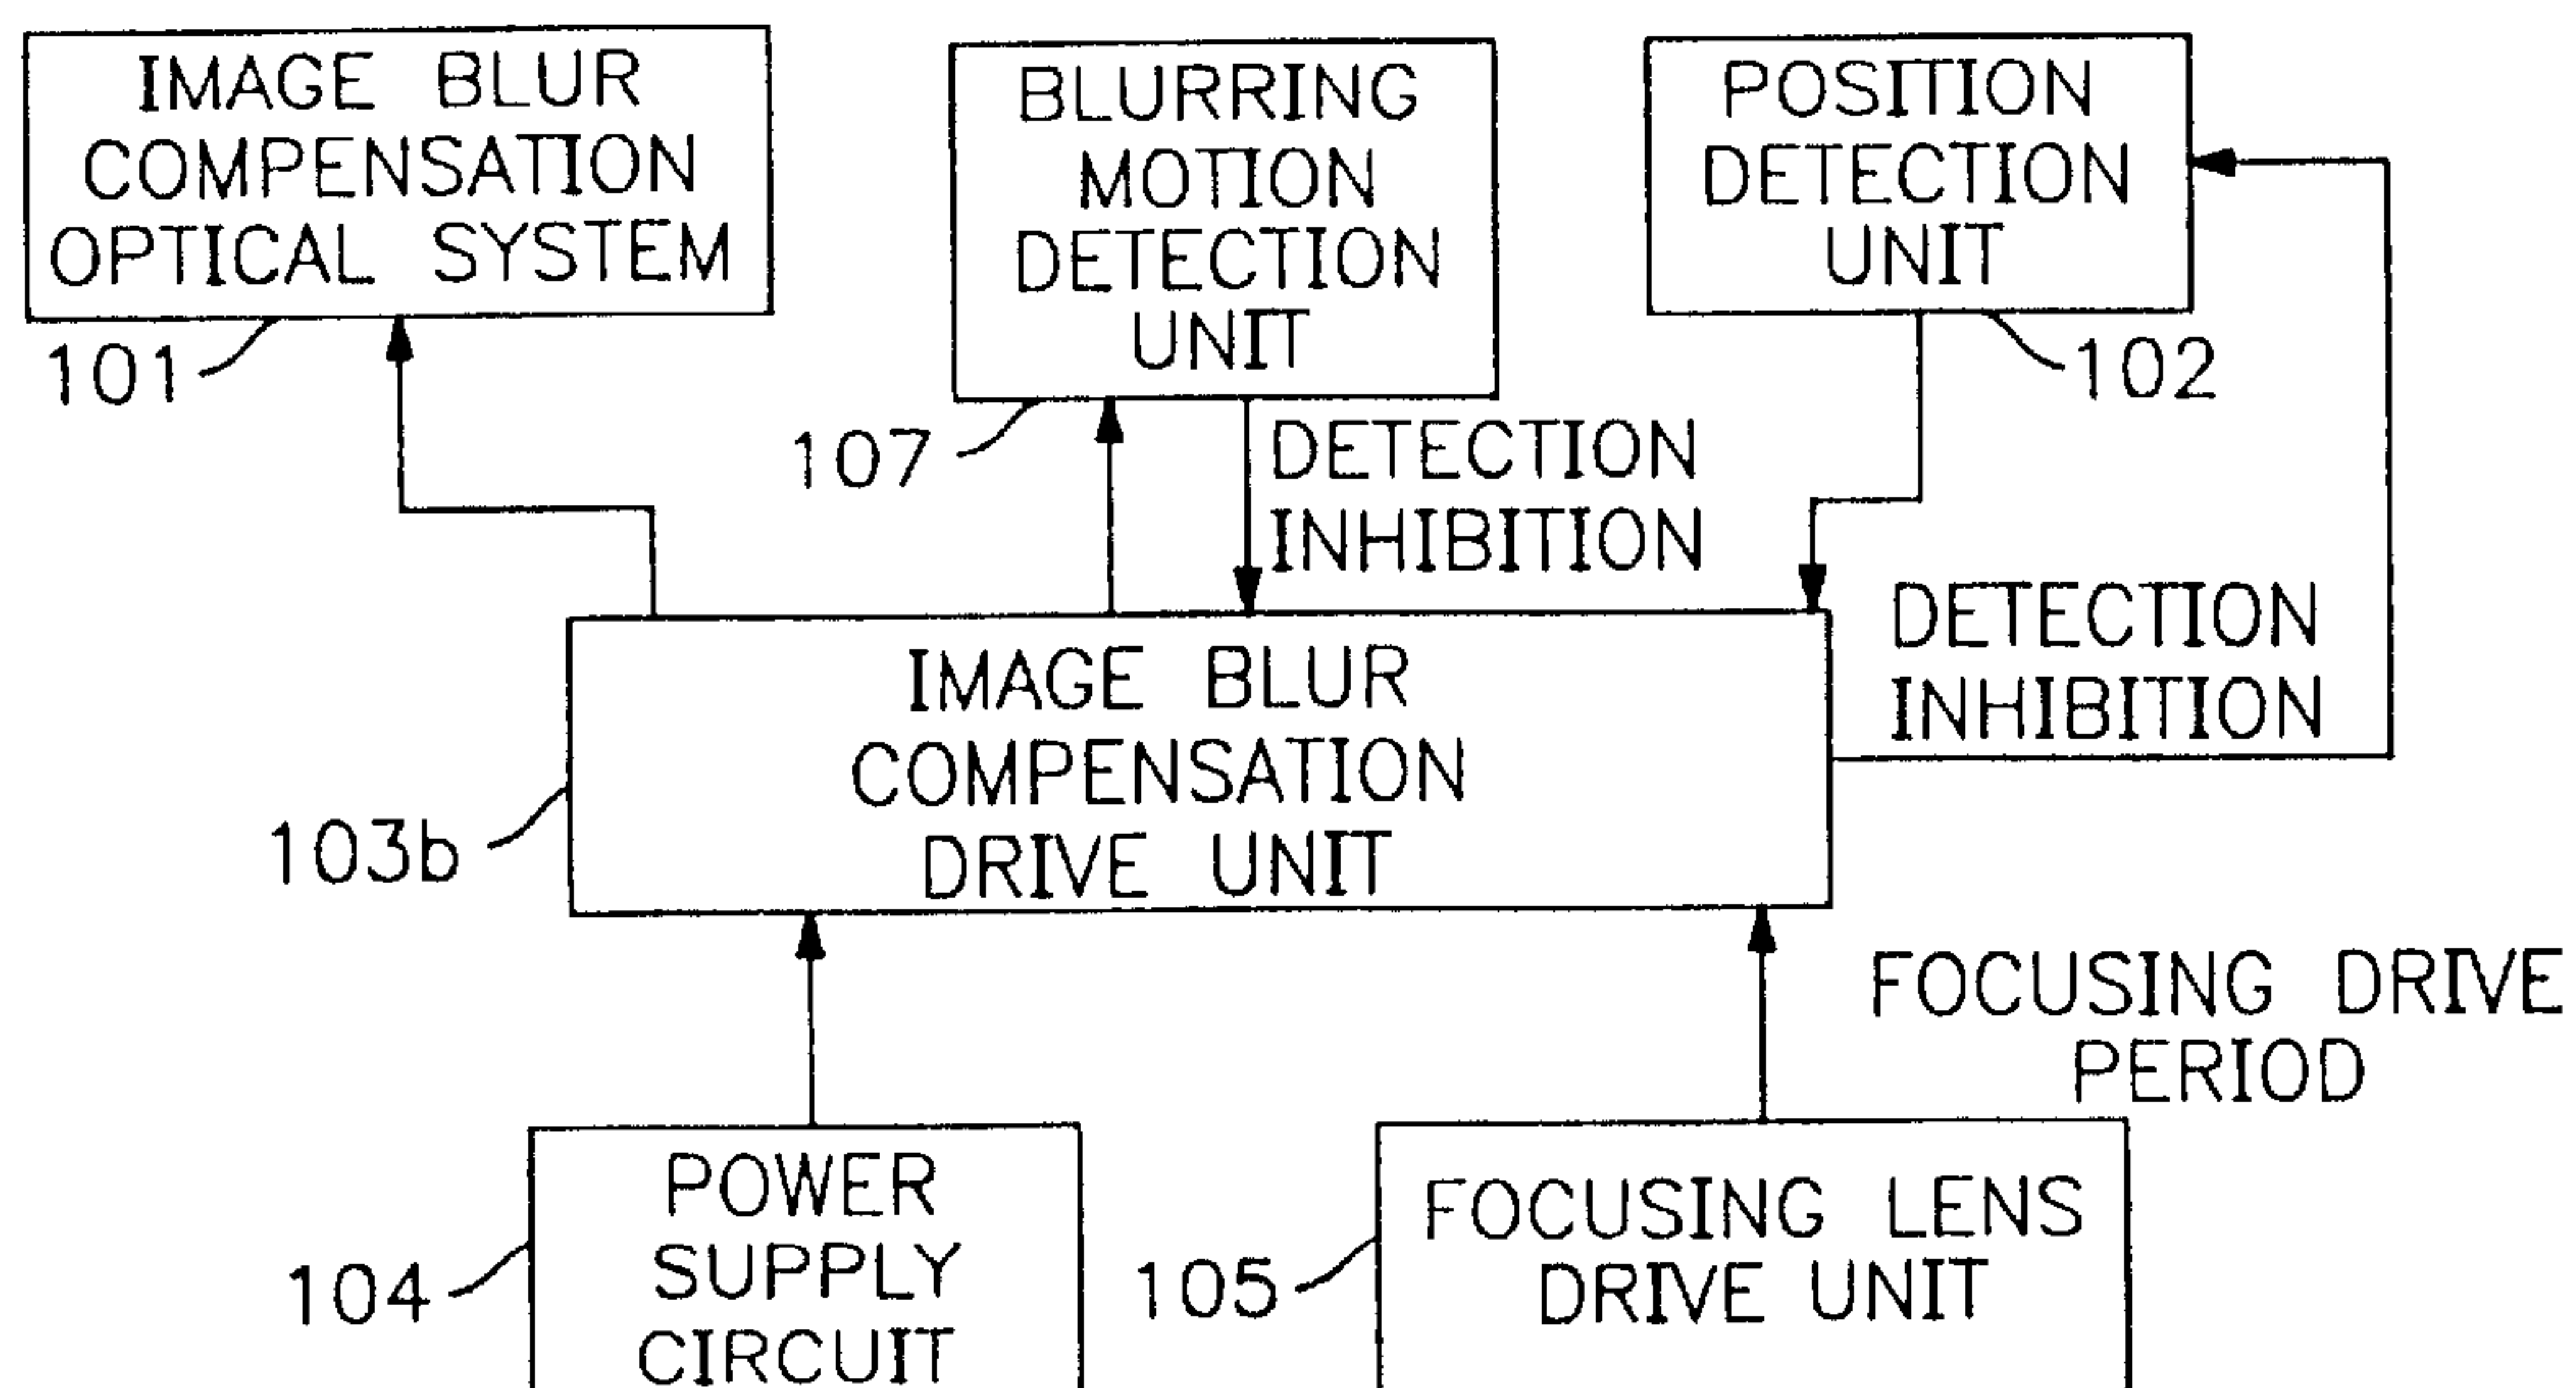 IMAGE BLUR
COMPENSATION
OPTICAL SYSTEM
101
BLURRING
MOTION
DETECTION
UNIT
107
POSITION
DETECTION
UNIT
102
DETECTION
INHIBITION
DETECTION
INHIBITION
IMAGE BLUR
COMPENSATION
DRIVE UNIT
103b
FOCUSING DRIVE
PERIOD
POWER
SUPPLY
CIRCUIT
104
FOCUSING LENS
DRIVE UNIT
105